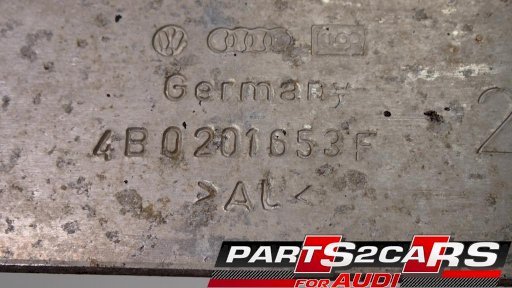 Germany
4B0201653F
>AL<
2
PARTS2CARS
FOR AUDI